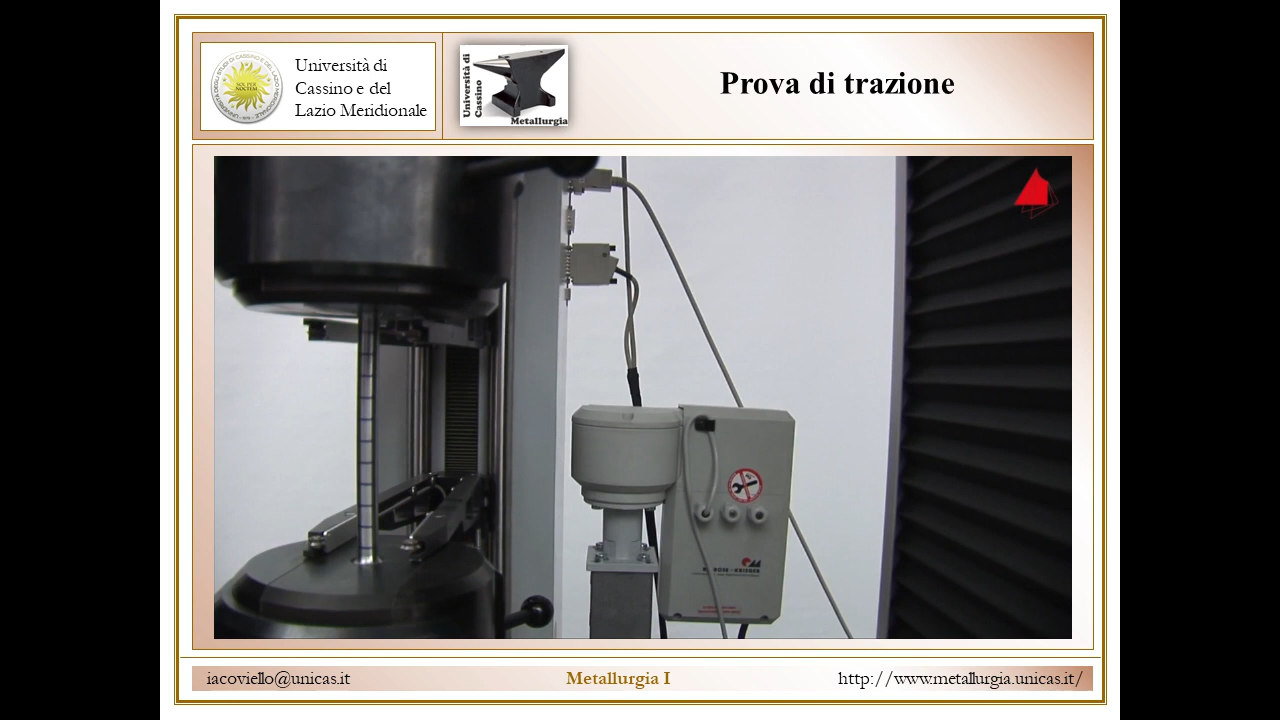 Università di
Cassino e del
Lazio Meridionale
Università di
Cassino
Metallurgia
Prova di trazione
iacoviello@unicas.it
Metallurgia I
http://www.metallurgia.unicas.it/